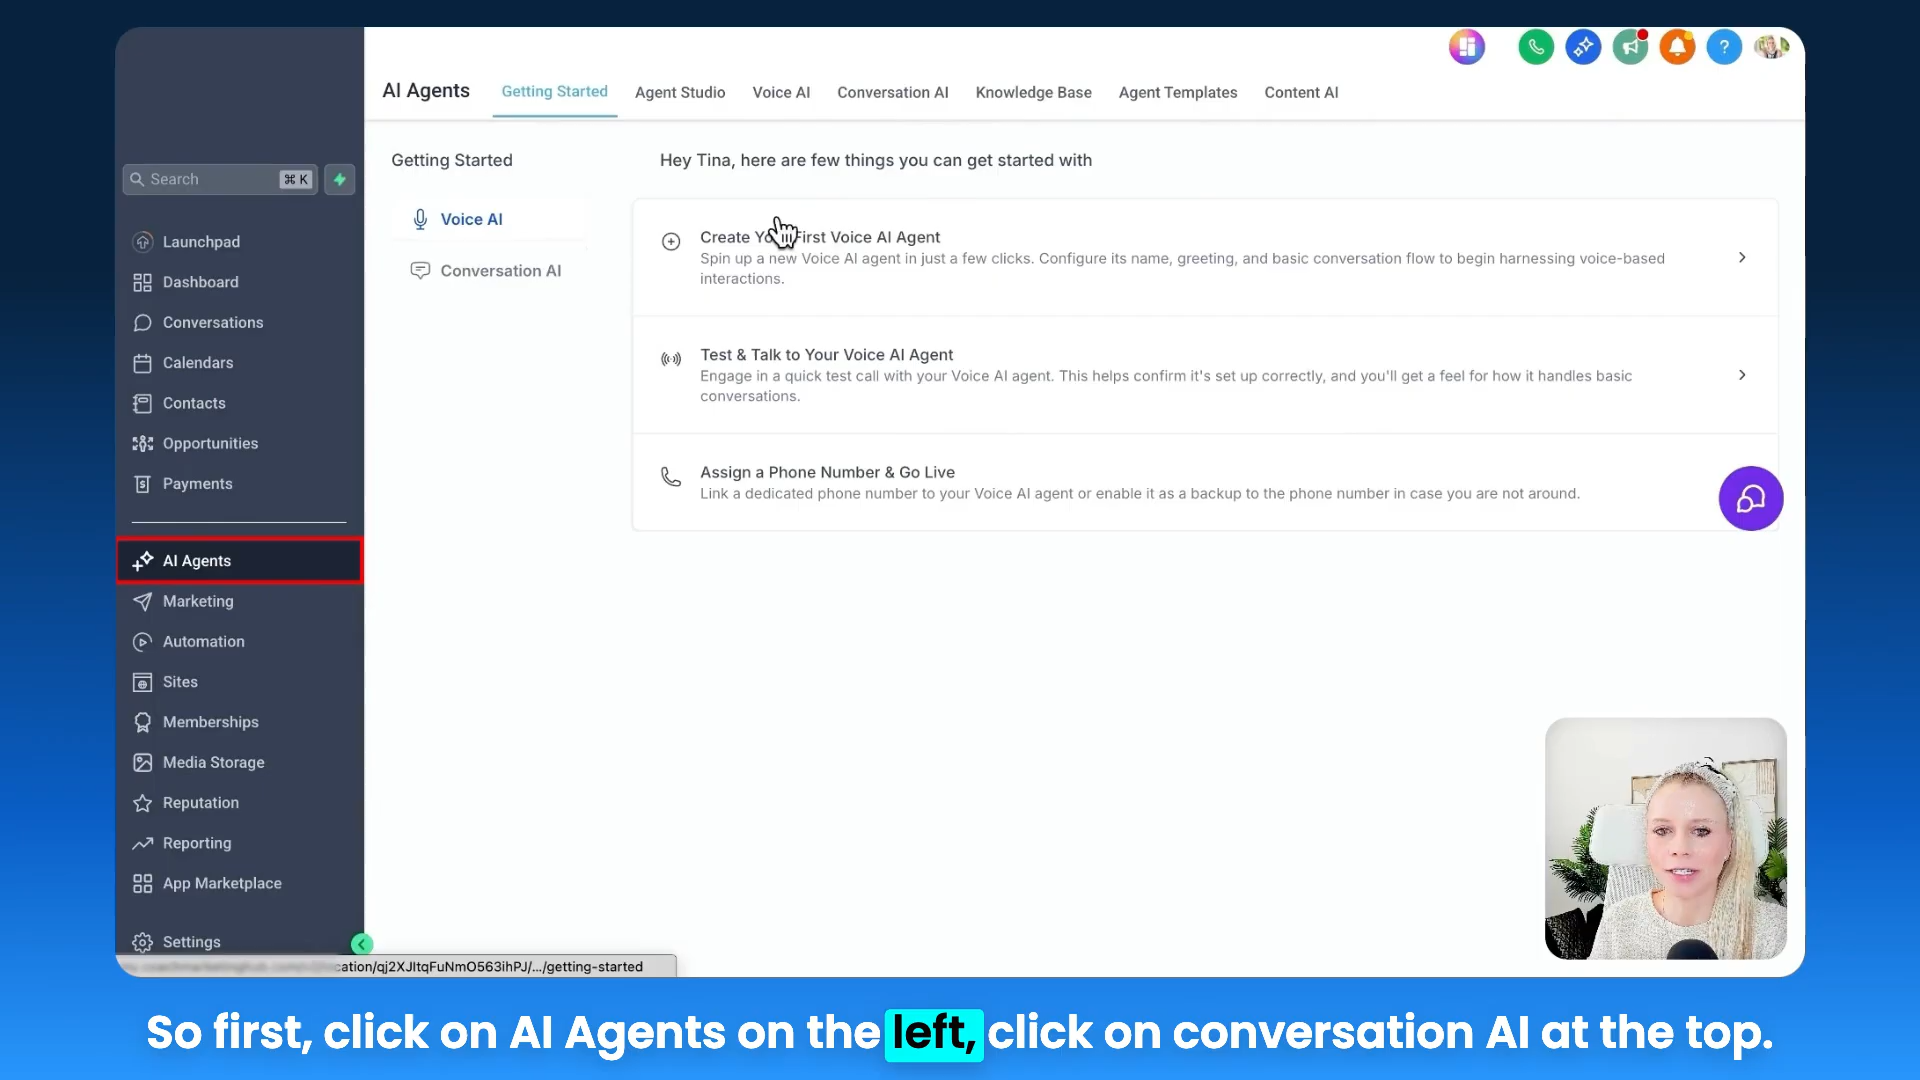 AI Agents
Getting Started
Agent Studio
Voice AI
Conversation AI
Knowledge Base
Agent Templates
Content AI
Search
⌘ K
Launchpad
Dashboard
Conversations
Calendars
Contacts
Opportunities
Payments
AI Agents
Marketing
Automation
Sites
Memberships
Media Storage
Reputation
Reporting
App Marketplace
Settings
Getting Started
Voice AI
Conversation AI
Hey Tina, here are few things you can get started with
Create Yo First Voice AI Agent
Spin up a new Voice AI agent in just a few clicks. Configure its name, greeting, and basic conversation flow to begin harnessing voice-based
interactions.
Test & Talk to Your Voice AI Agent
Engage in a quick test call with your Voice AI agent. This helps confirm it's set up correctly, and you'll get a feel for how it handles basic
conversations.
Assign a Phone Number & Go Live
Link a dedicated phone number to your Voice AI agent or enable it as a backup to the phone number in case you are not around.
cation/qj2XJItqFuNmO563ihPJ/.../getting-started
So first, click on AI Agents on the left, click on conversation AI at the top.